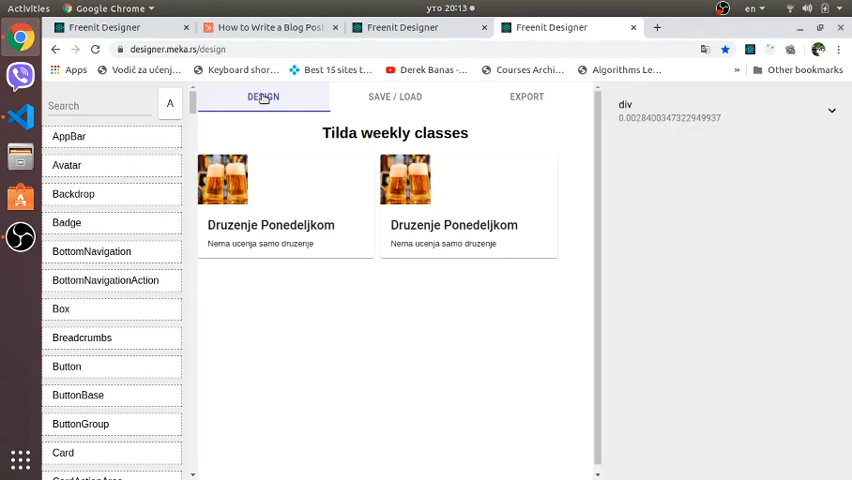 Activities
Google Chrome
уто 20:13
en
Freenit Designer
How to Write a Blog Post
Freenit Designer
Freenit Designer
designer.meka.rs/design
Apps
Vodič za učenj...
Keyboard shor...
Best 15 sites t...
Derek Banas -...
Courses Archi...
Algorithms Le...
»
Other bookmarks
Search
A
AppBar
Avatar
Backdrop
Badge
BottomNavigation
BottomNavigationAction
Box
Breadcrumbs
Button
ButtonBase
ButtonGroup
Card
DESIGN
SAVE / LOAD
EXPORT
Tilda weekly classes
Druzenje Ponedeljkom
Nema ucenja samo druzenje
Druzenje Ponedeljkom
Nema ucenja samo druzenje
div
0.0028400347322949937